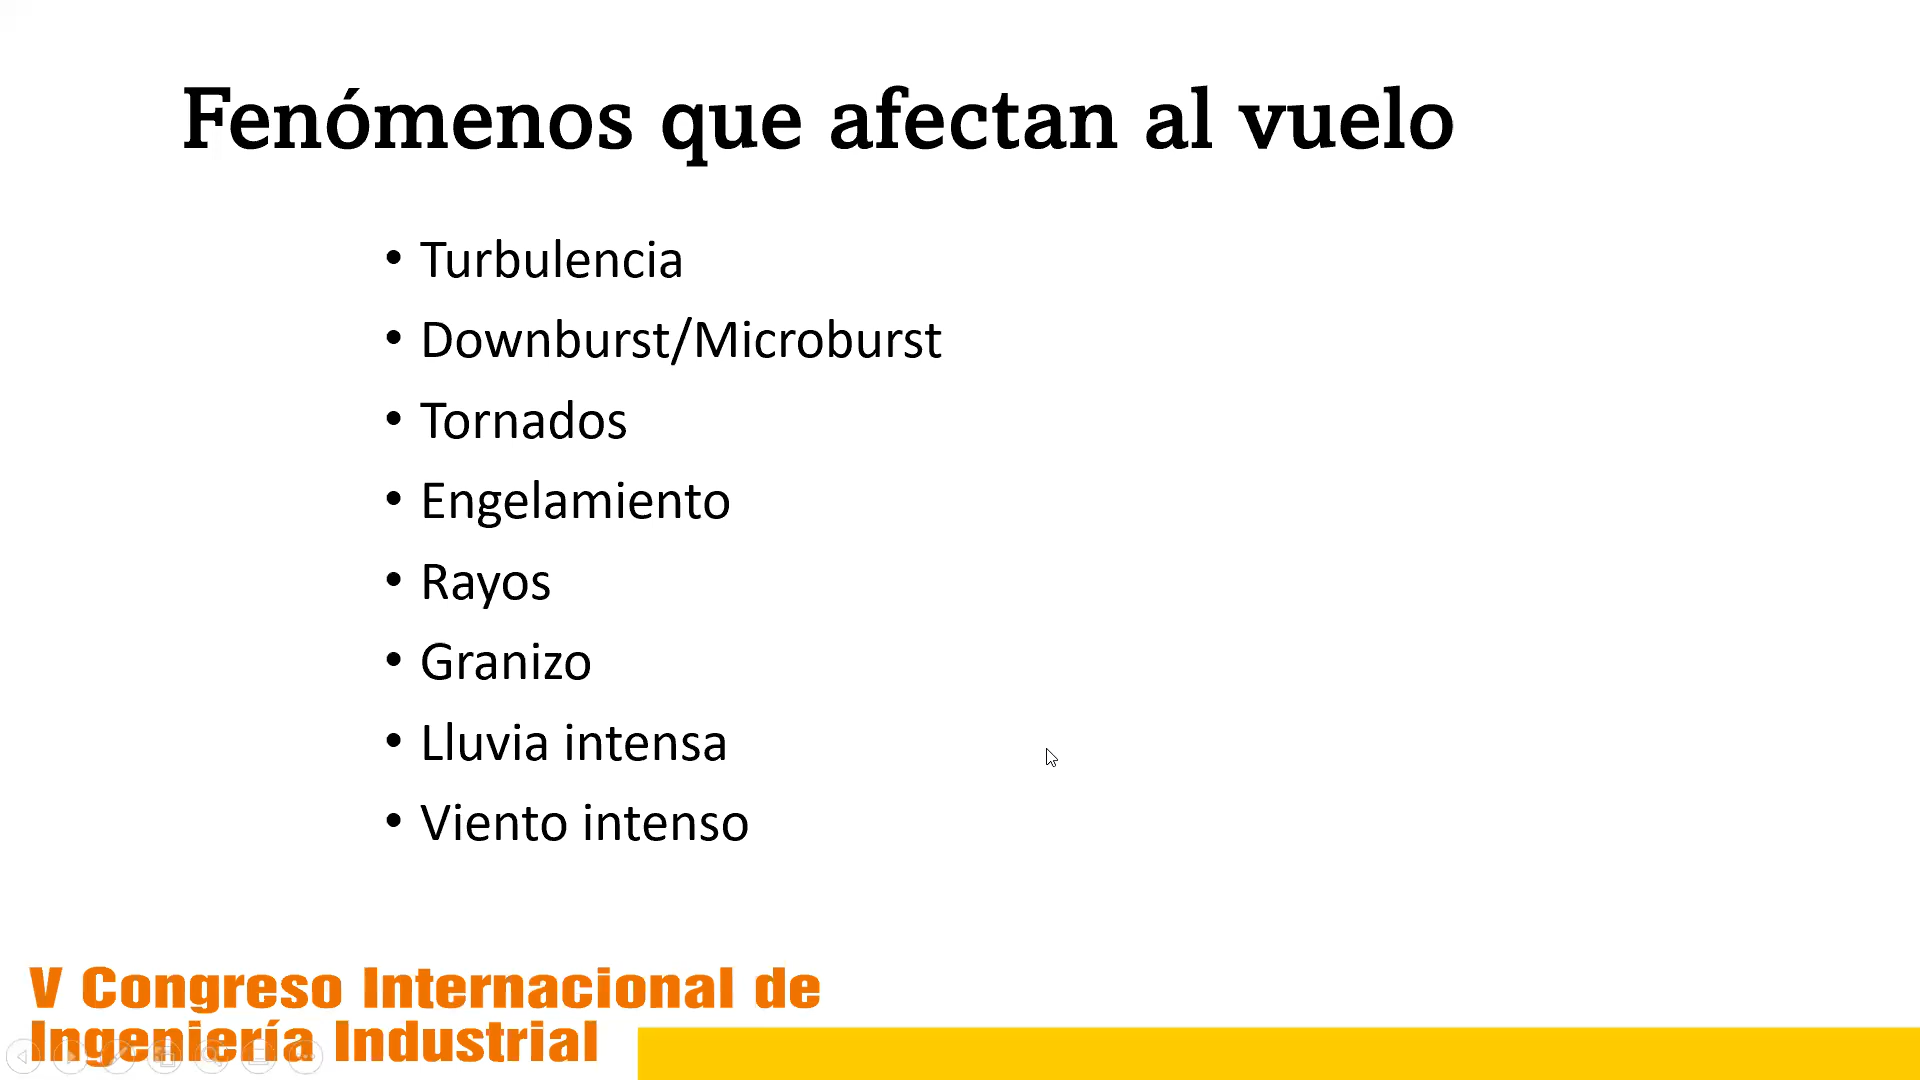 Fenómenos que afectan al vuelo
• Turbulencia
• Downburst/Microburst
• Tornados
• Engelamiento
• Rayos
• Granizo
• Lluvia intensa
• Viento intenso
V Congreso Internacional de
Ingeniería Industrial